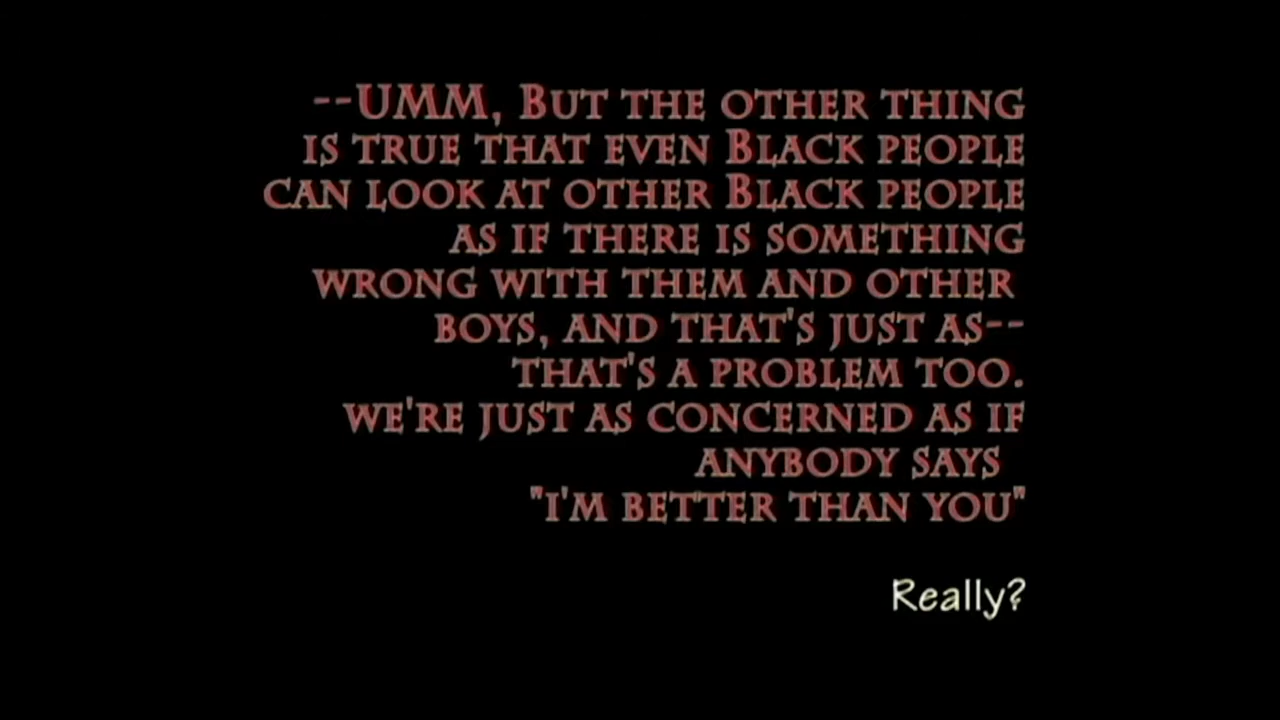 --UMM, BUT THE OTHER THING
IS TRUE THAT EVEN BLACK PEOPLE
CAN LOOK AT OTHER BLACK PEOPLE
AS IF THERE IS SOMETHING
WRONG WITH THEM AND OTHER
BOYS, AND THAT'S JUST AS--
THAT'S A PROBLEM TOO.
WE'RE JUST AS CONCERNED AS IF
ANYBODY SAYS
"I'M BETTER THAN YOU"
Really?